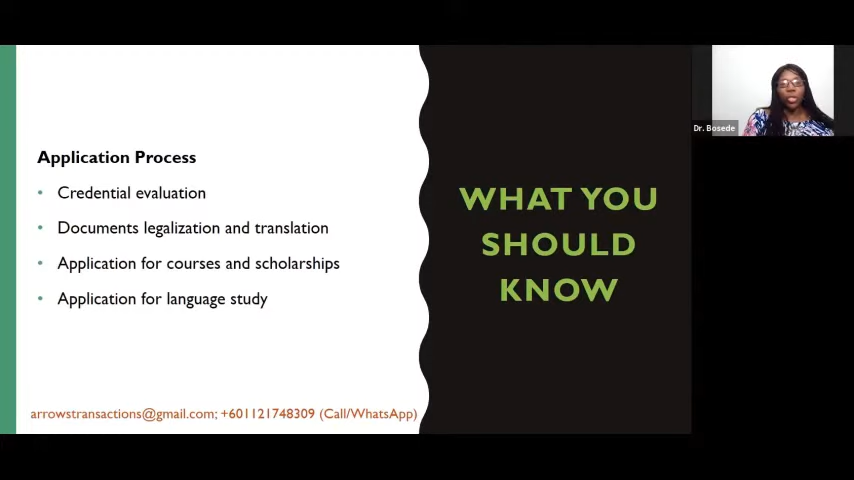 Application Process
• Credential evaluation
• Documents legalization and translation
• Application for courses and scholarships
• Application for language study
arrowstransactions@gmail.com; +601121748309 (Call/WhatsApp)
WHAT YOU
SHOULD
KNOW
Dr. Bosede